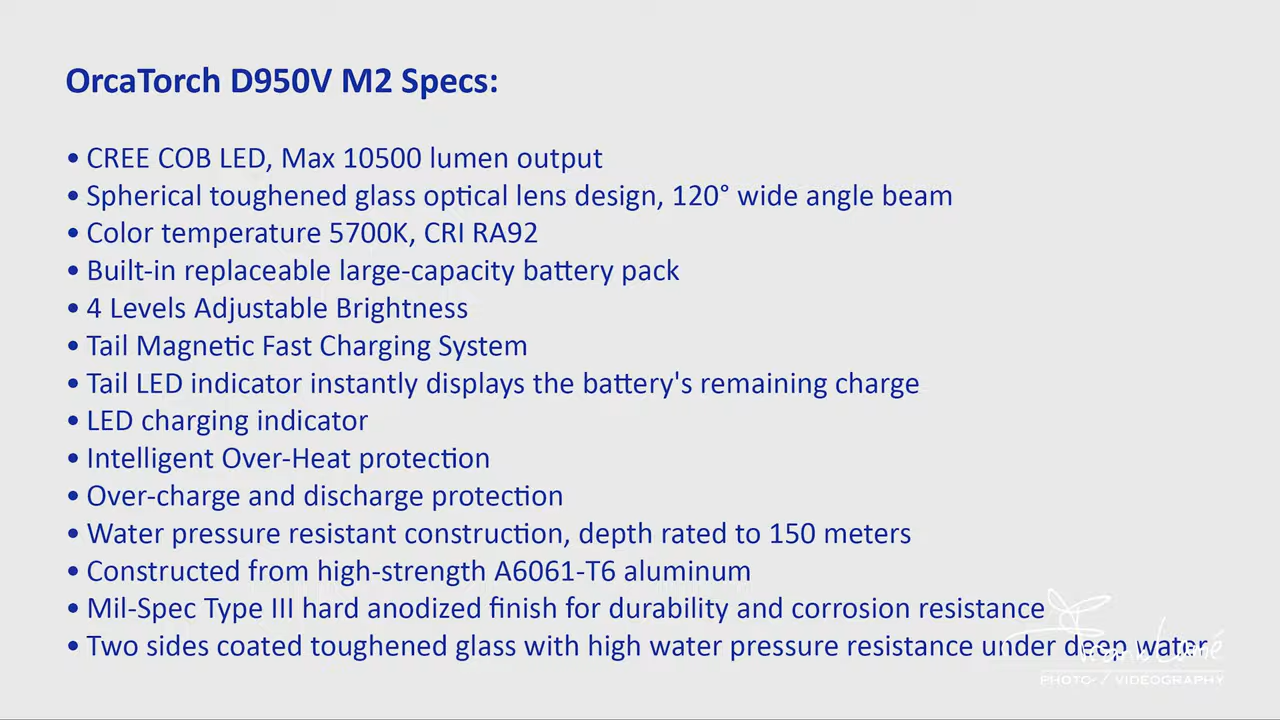 OrcaTorch D950V M2 Specs:
• CREE COB LED, Max 10500 lumen output
• Spherical toughened glass optical lens design, 120° wide angle beam
• Color temperature 5700K, CRI RA92
• Built-in replaceable large-capacity battery pack
• 4 Levels Adjustable Brightness
• Tail Magnetic Fast Charging System
• Tail LED indicator instantly displays the battery's remaining charge
• LED charging indicator
• Intelligent Over-Heat protection
• Over-charge and discharge protection
• Water pressure resistant construction, depth rated to 150 meters
• Constructed from high-strength A6061-T6 aluminum
• Mil-Spec Type III hard anodized finish for durability and corrosion resistance
• Two sides coated toughened glass with high water pressure resistance under deep water
PHOTO / VIDEOGRAPHY